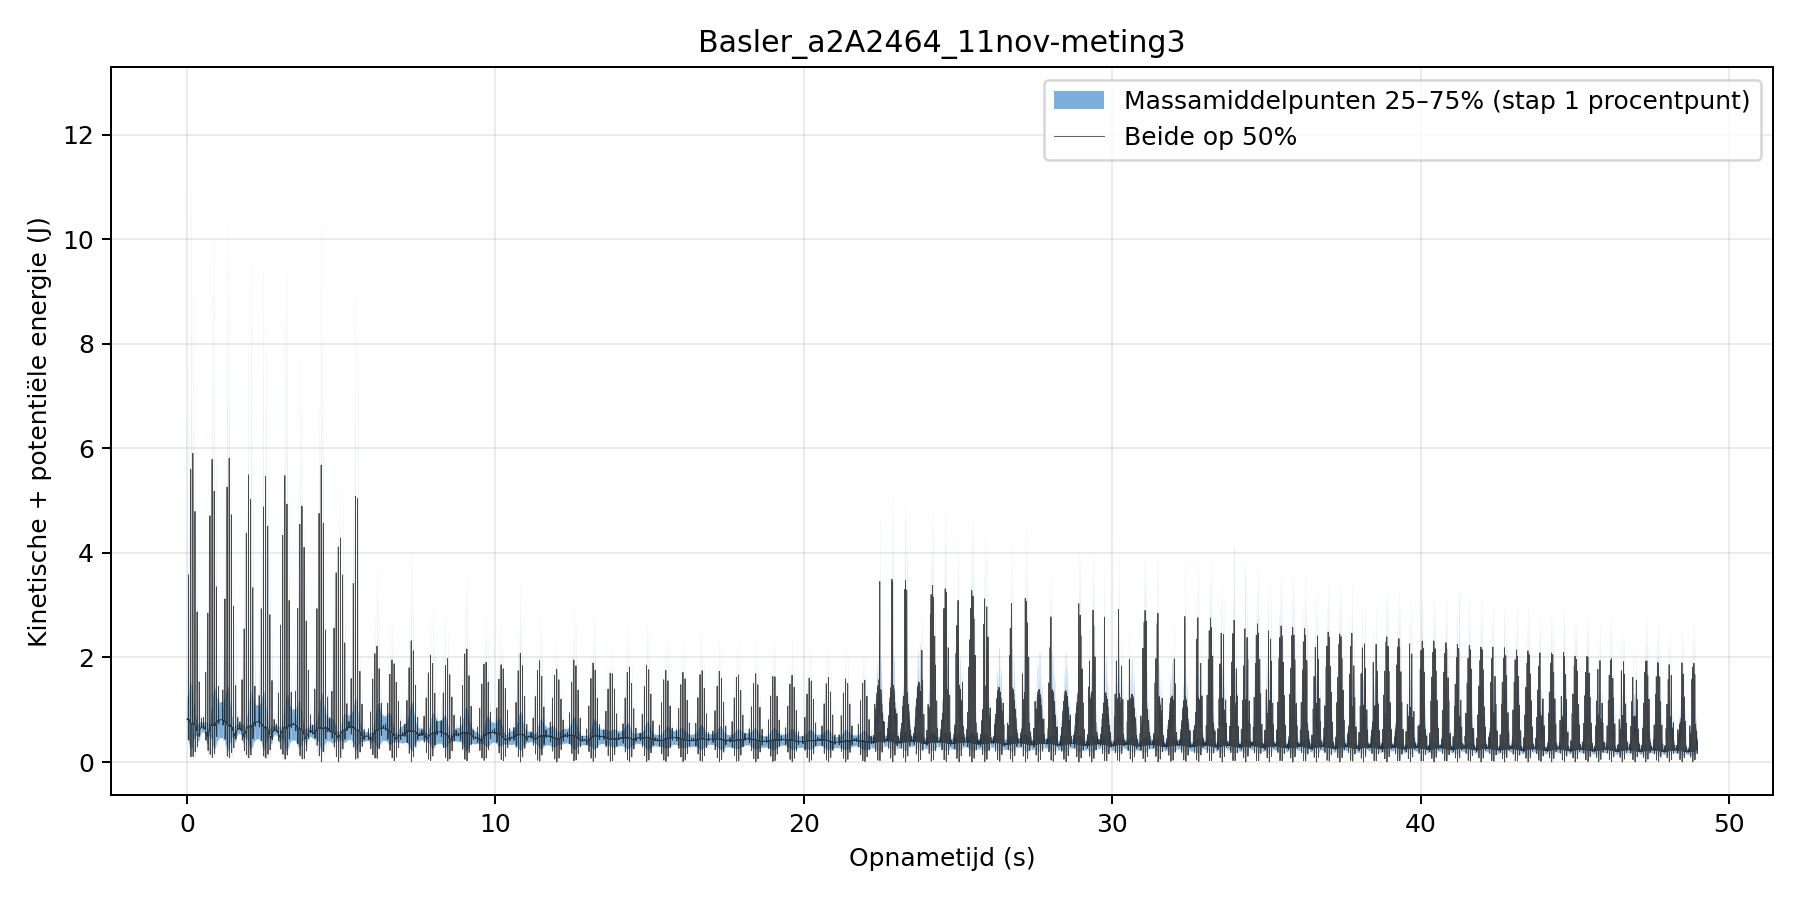 Basler_a2A2464_11nov-meting3
Massamiddelpunten 25–75% (stap 1 procentpunt)
Beide op 50%
Kinetische + potentiële energie (J)
12
10
8
6
4
2
0
0 10 20 30 40 50
Opnametijd (s)